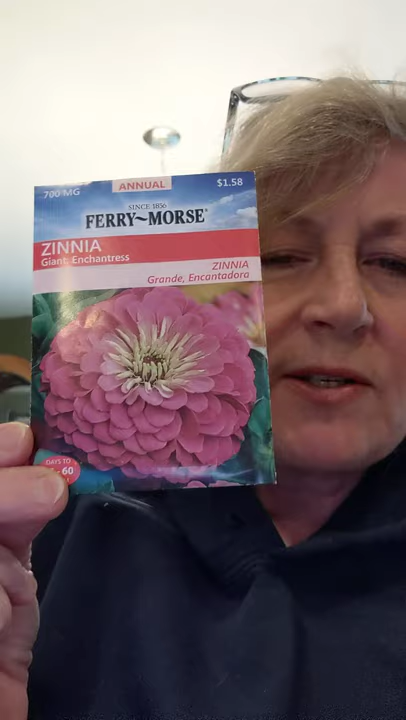 ANNUAL
700 MG
$1.58
SINCE 1856
FERRY~MORSE®
ZINNIA
Giant, Enchantress
ZINNIA
Grande, Encantadora
DAYS TO
60